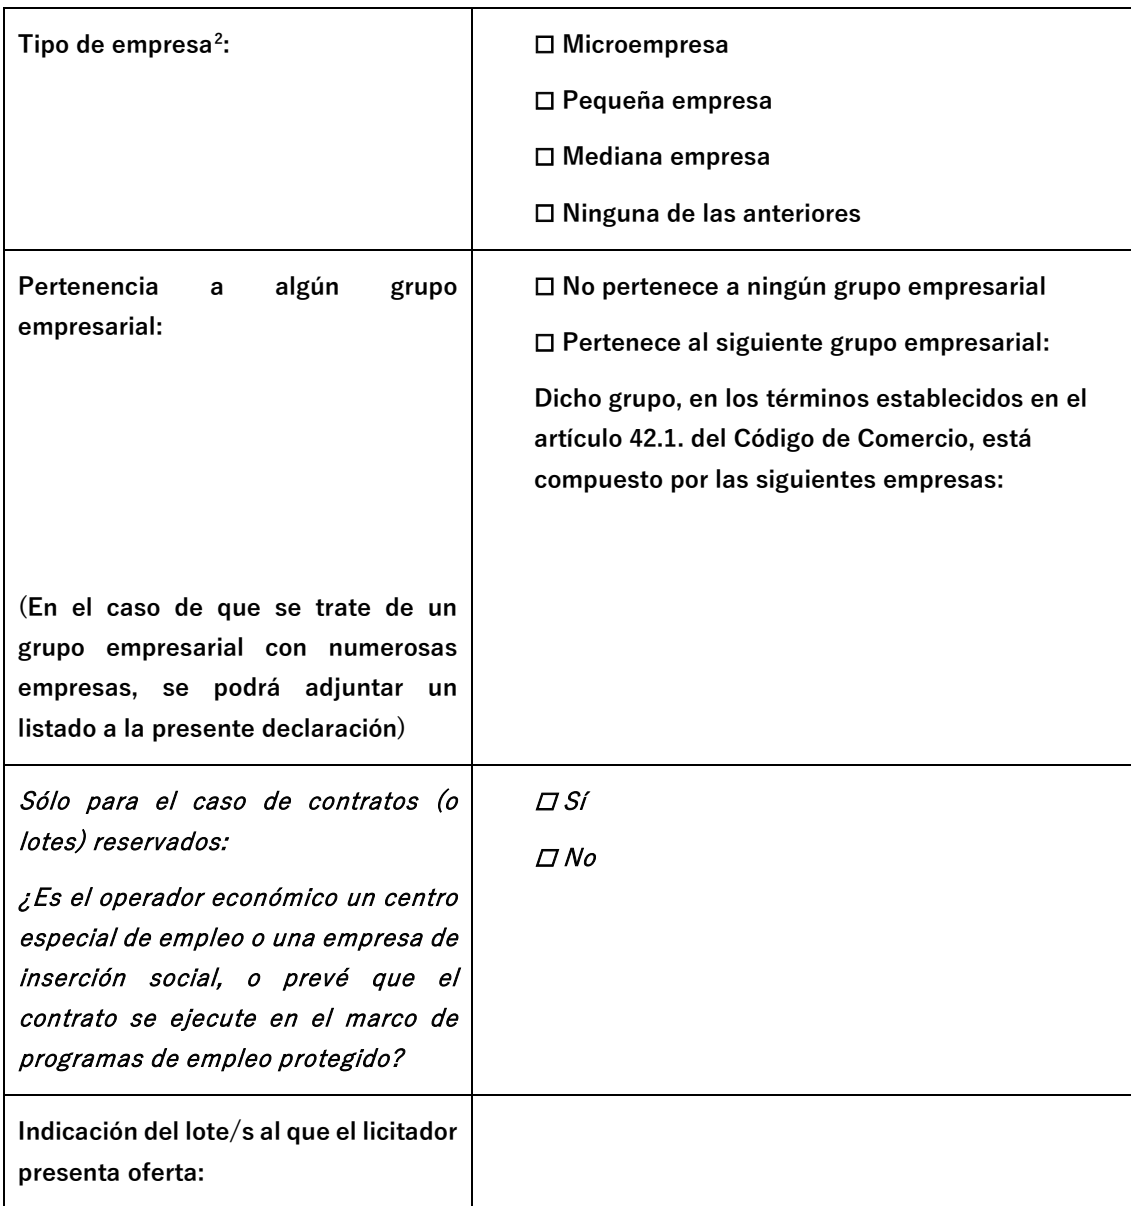 Tipo de empresa²:
☐ Microempresa
☐ Pequeña empresa
☐ Mediana empresa
☐ Ninguna de las anteriores
Pertenencia a algún grupo
empresarial:
(En el caso de que se trate de un
grupo empresarial con numerosas
empresas, se podrá adjuntar un
listado a la presente declaración)
☐ No pertenece a ningún grupo empresarial
☐ Pertenece al siguiente grupo empresarial:
Dicho grupo, en los términos establecidos en el
artículo 42.1. del Código de Comercio, está
compuesto por las siguientes empresas:
Sólo para el caso de contratos (o
lotes) reservados:
¿Es el operador económico un centro
especial de empleo o una empresa de
inserción social, o prevé que el
contrato se ejecute en el marco de
programas de empleo protegido?
☐ Sí
☐ No
Indicación del lote/s al que el licitador
presenta oferta: